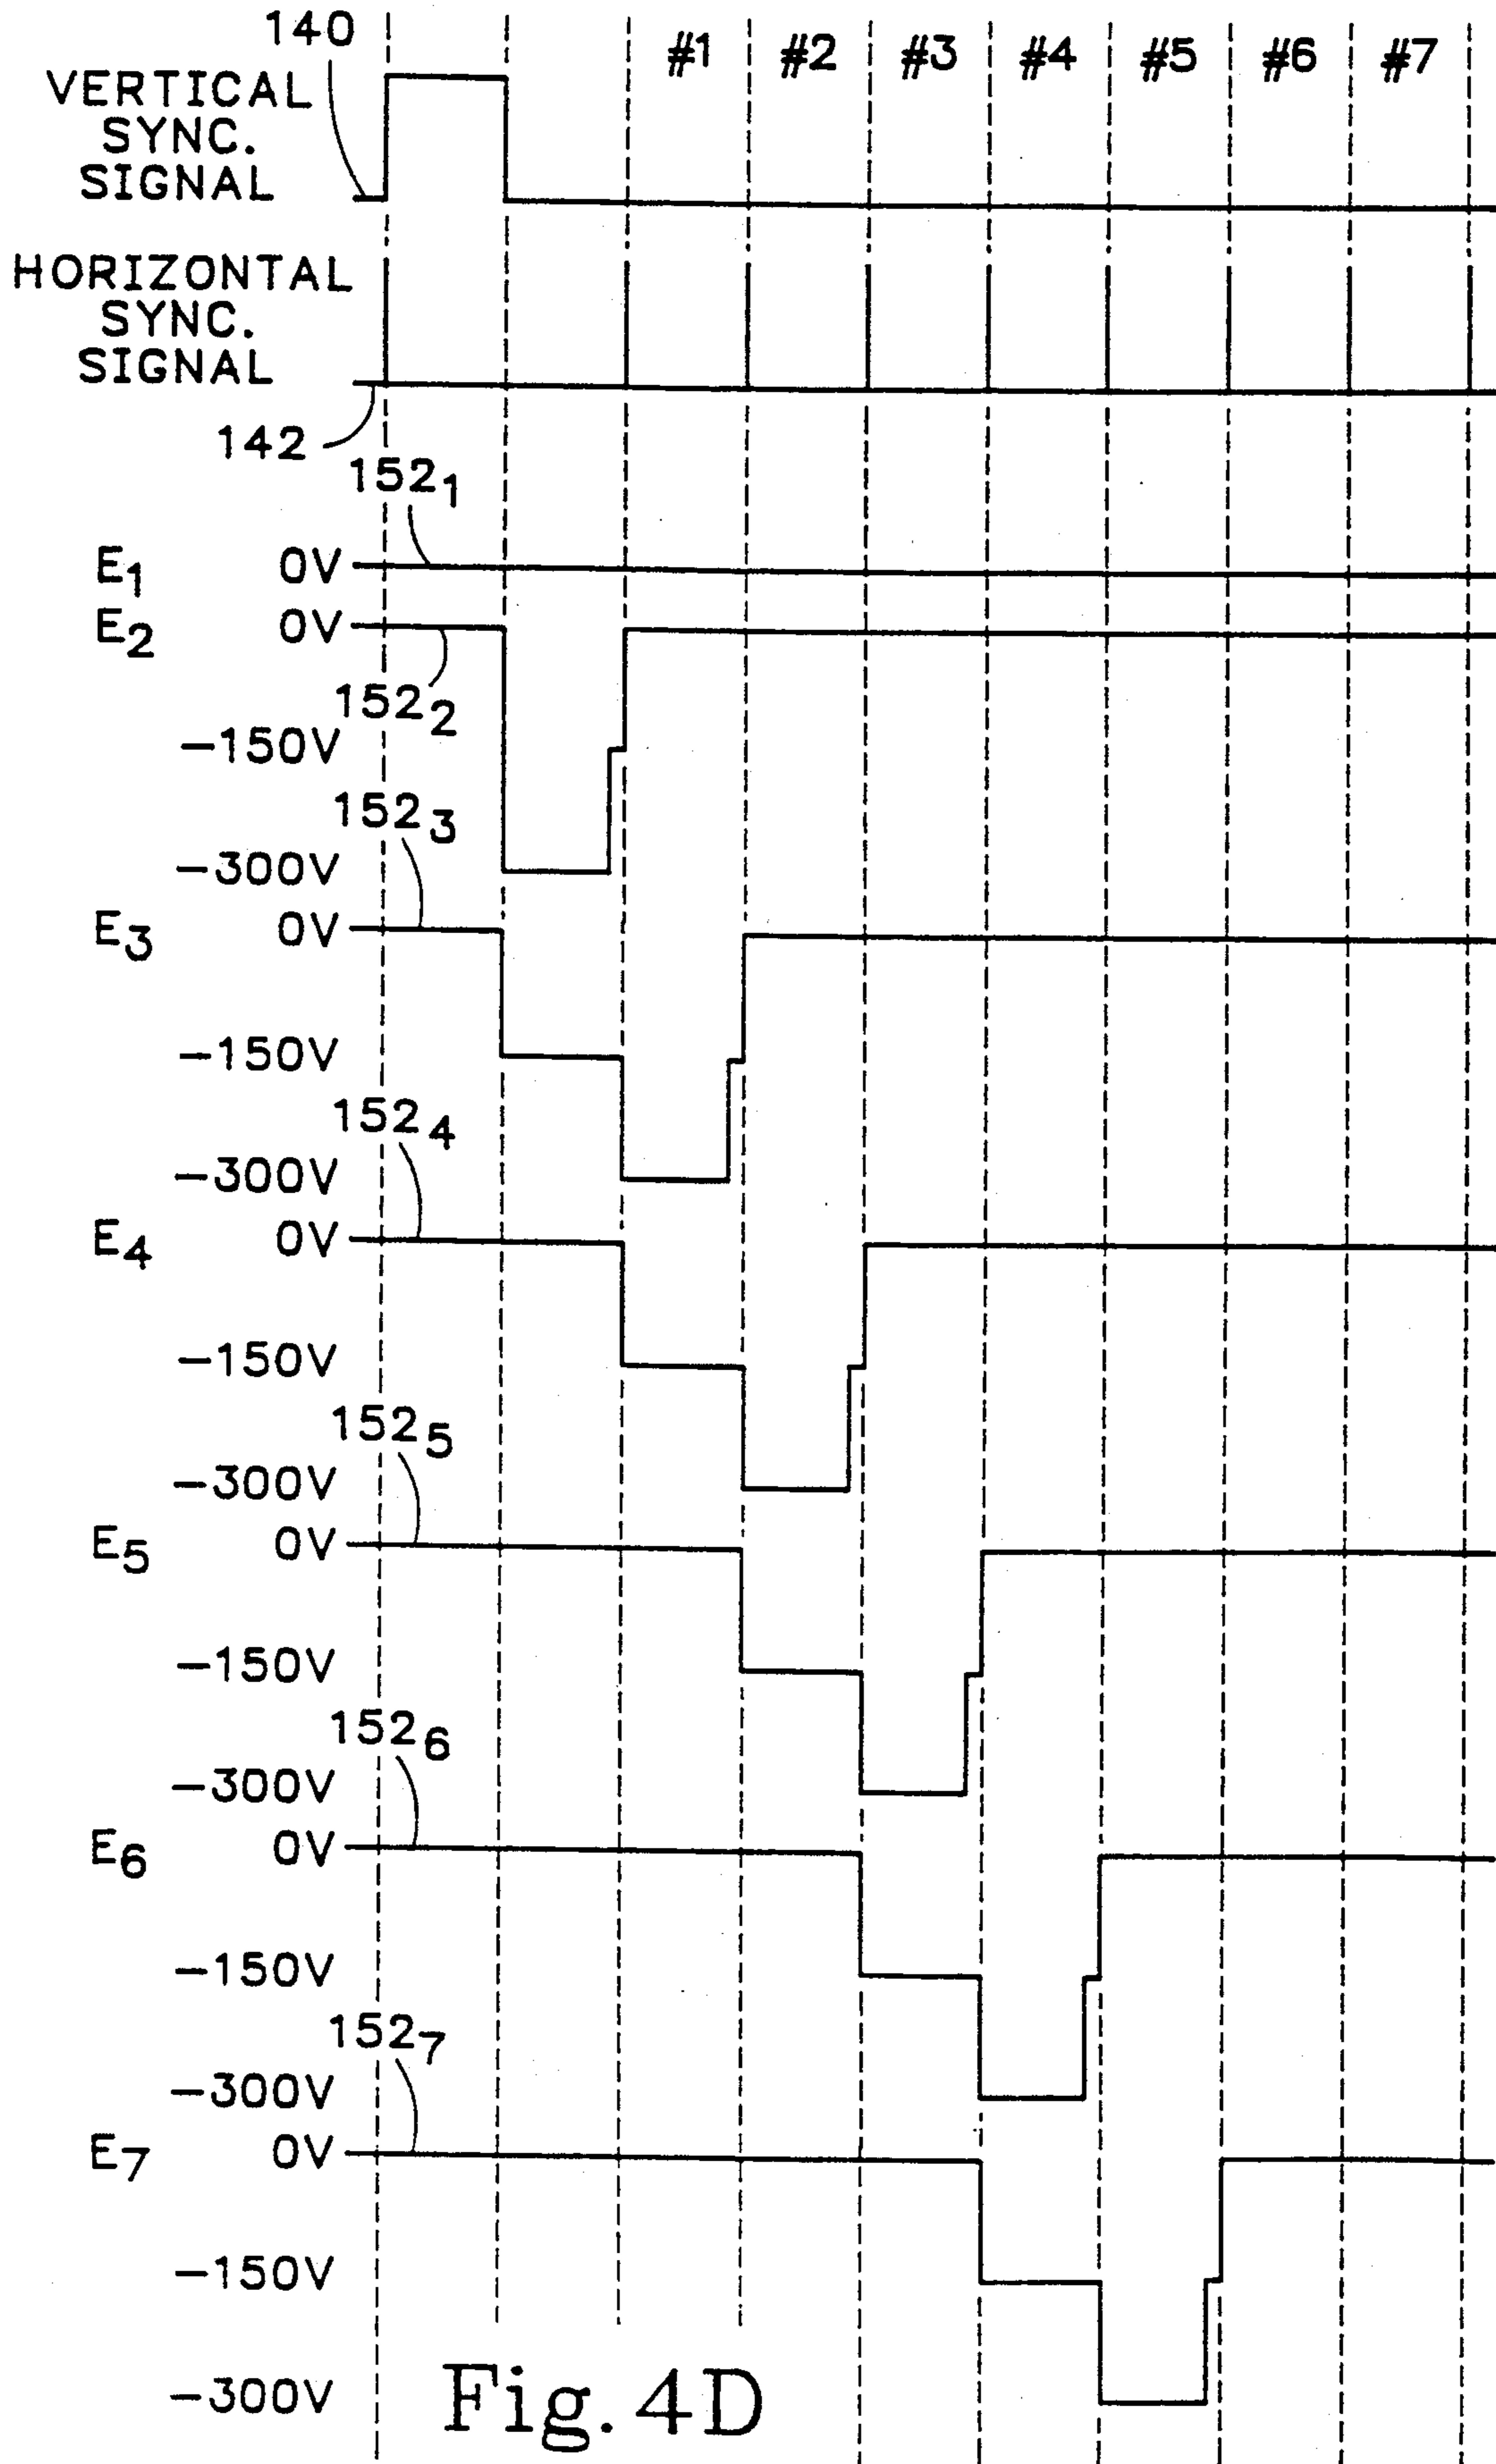 140
#1 #2 #3 #4 #5 #6 #7
VERTICAL
SYNC.
SIGNAL
HORIZONTAL
SYNC.
SIGNAL
142
152₁
E₁ 0V
E₂ 0V
152₂
−150V
152₃
−300V
E₃ 0V
−150V
152₄
−300V
E₄ 0V
−150V
152₅
−300V
E₅ 0V
−150V
152₆
−300V
E₆ 0V
−150V
152₇
−300V
E₇ 0V
−150V
−300V
Fig. 4D